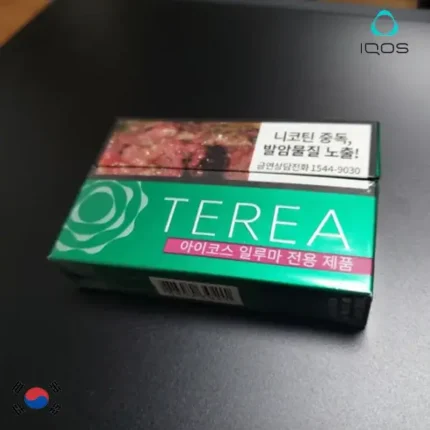 IQOS
니코틴 중독,
발암물질 노출!
금연상담전화 1544-9030
TEREA
아이코스 일루마 전용 제품